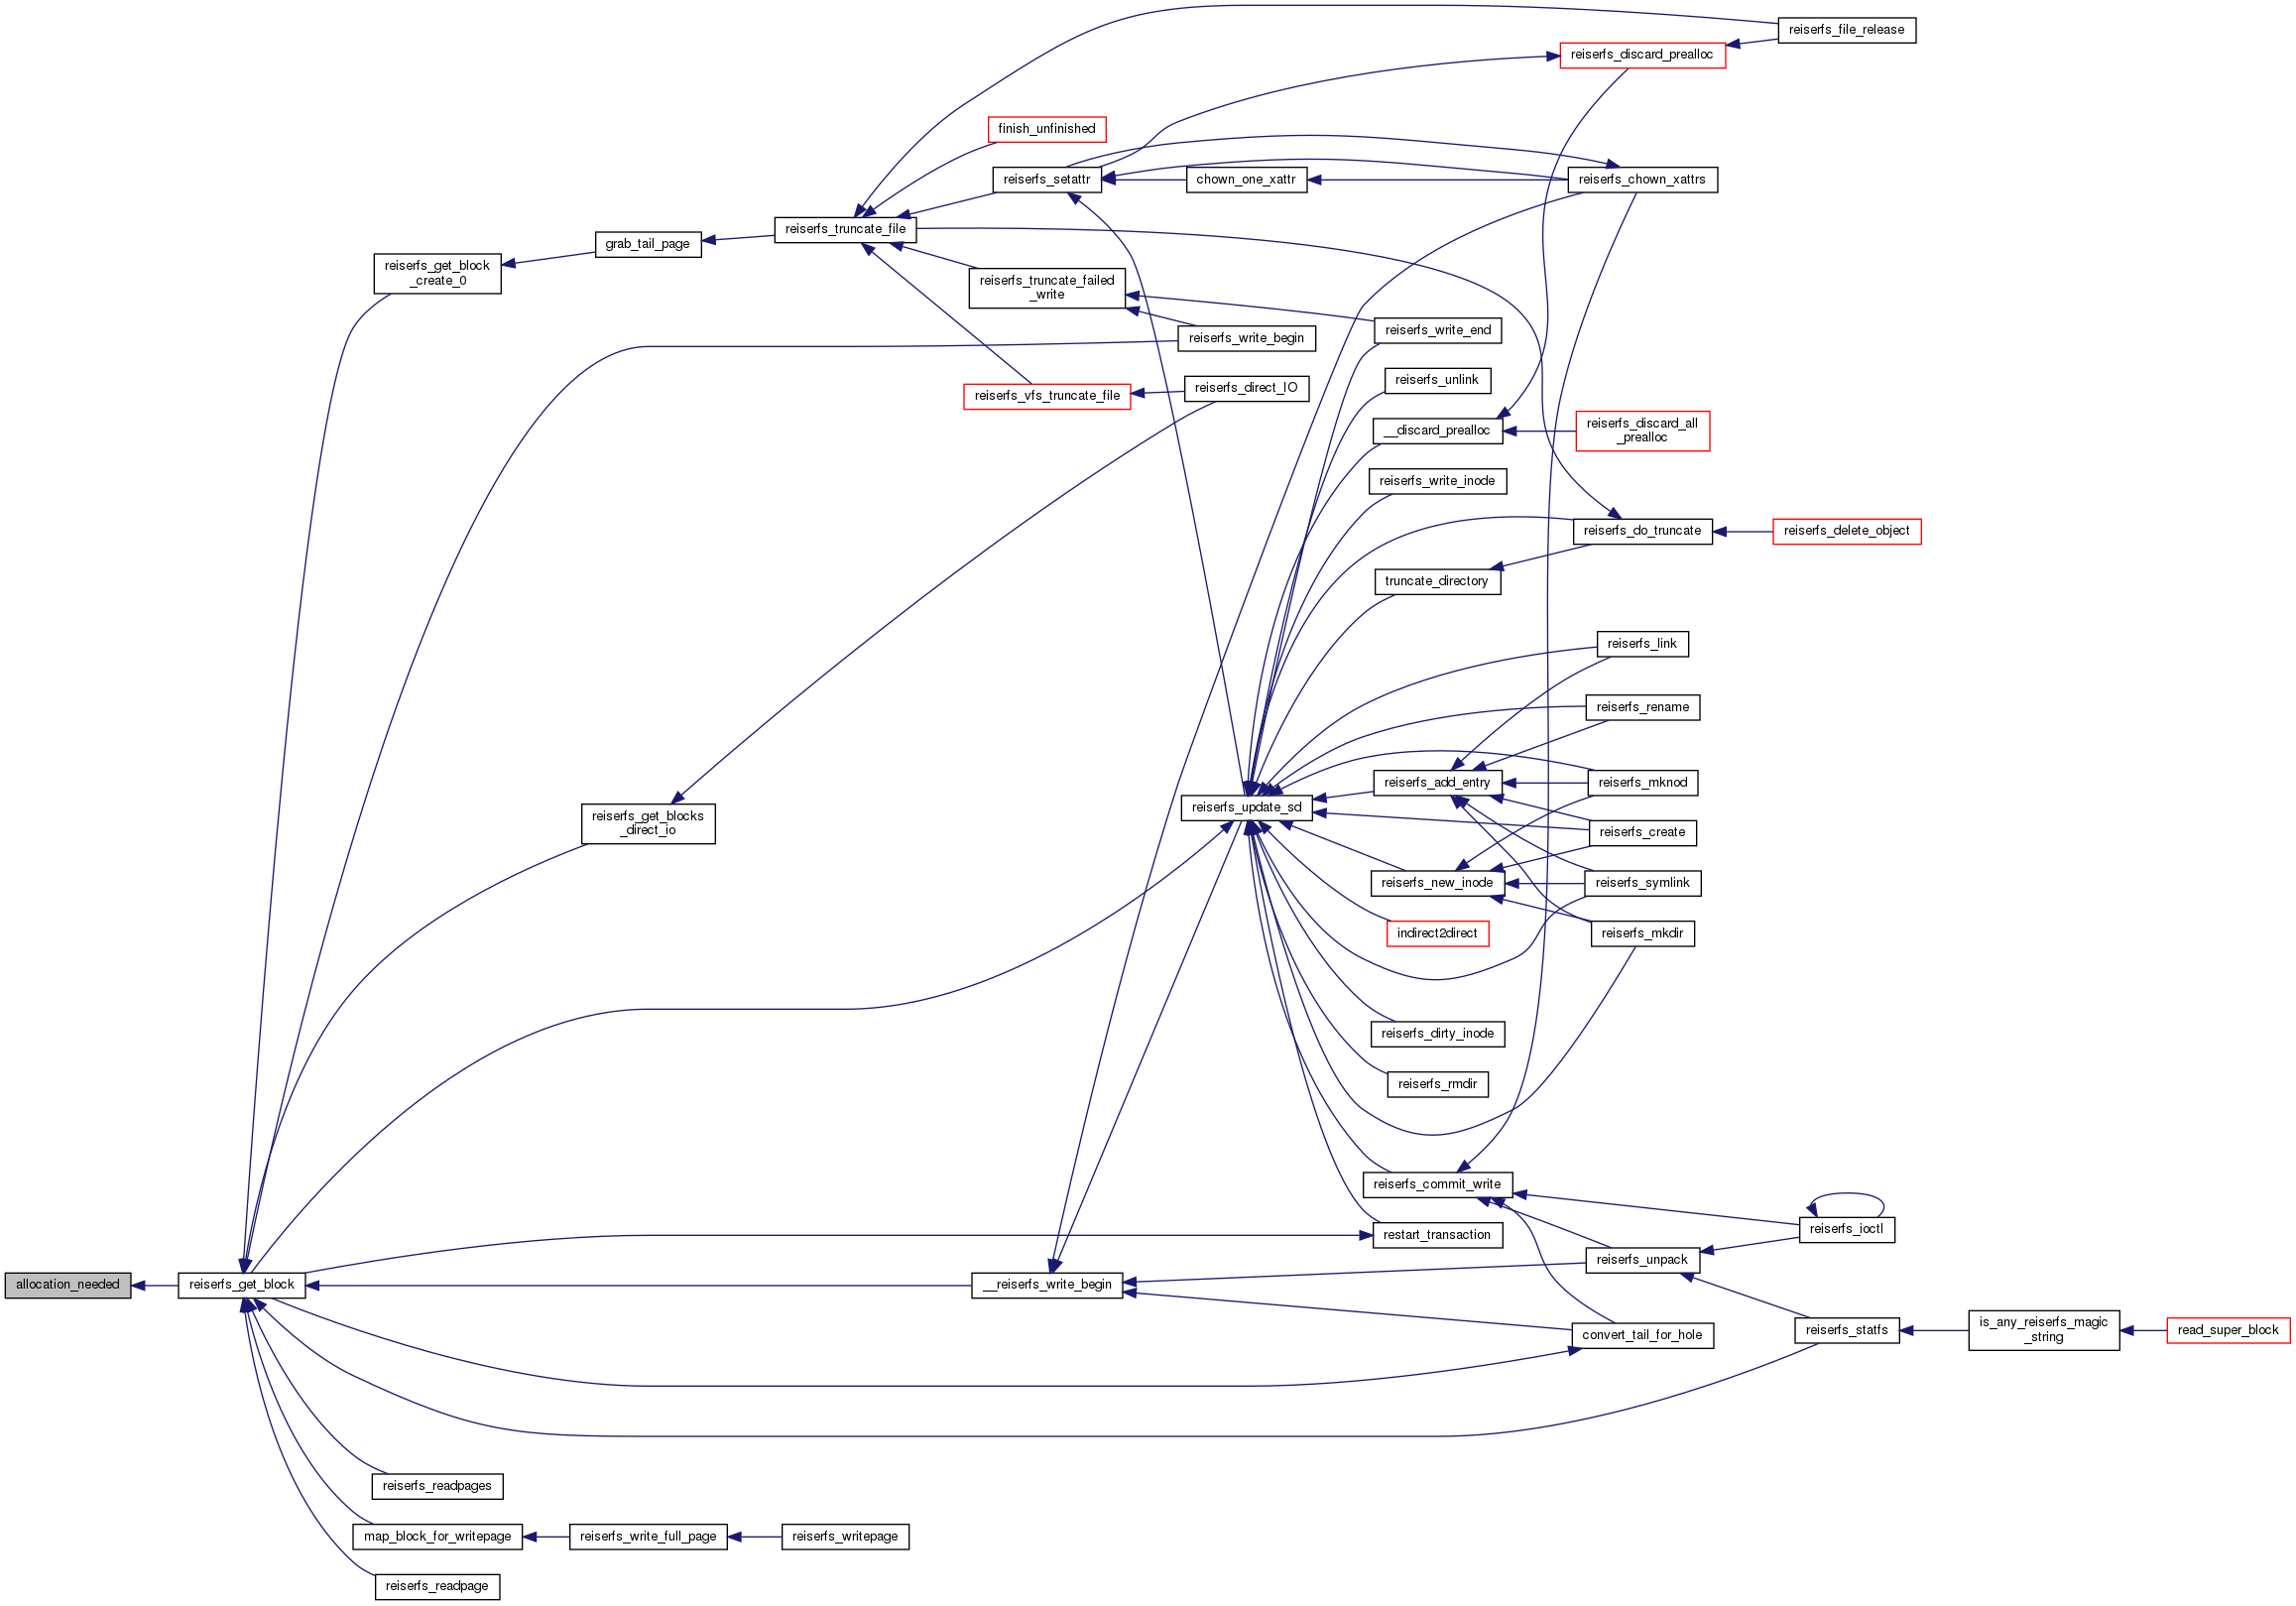 reiserfs_file_release
reiserfs_discard_prealloc
finish_unfinished
reiserfs_setattr
chown_one_xattr
reiserfs_chown_xattrs
reiserfs_truncate_file
grab_tail_page
reiserfs_get_block
_create_0
reiserfs_truncate_failed
_write
reiserfs_write_end
reiserfs_write_begin
reiserfs_unlink
reiserfs_direct_IO
reiserfs_vfs_truncate_file
__discard_prealloc
reiserfs_discard_all
_prealloc
reiserfs_write_inode
reiserfs_do_truncate
reiserfs_delete_object
truncate_directory
reiserfs_link
reiserfs_rename
reiserfs_add_entry
reiserfs_mknod
reiserfs_update_sd
reiserfs_get_blocks
_direct_io
reiserfs_create
reiserfs_new_inode
reiserfs_symlink
indirect2direct
reiserfs_mkdir
reiserfs_dirty_inode
reiserfs_rmdir
reiserfs_commit_write
reiserfs_ioctl
restart_transaction
reiserfs_unpack
allocation_needed
reiserfs_get_block
__reiserfs_write_begin
convert_tail_for_hole
reiserfs_statfs
is_any_reiserfs_magic
_string
read_super_block
reiserfs_readpages
map_block_for_writepage
reiserfs_write_full_page
reiserfs_writepage
reiserfs_readpage